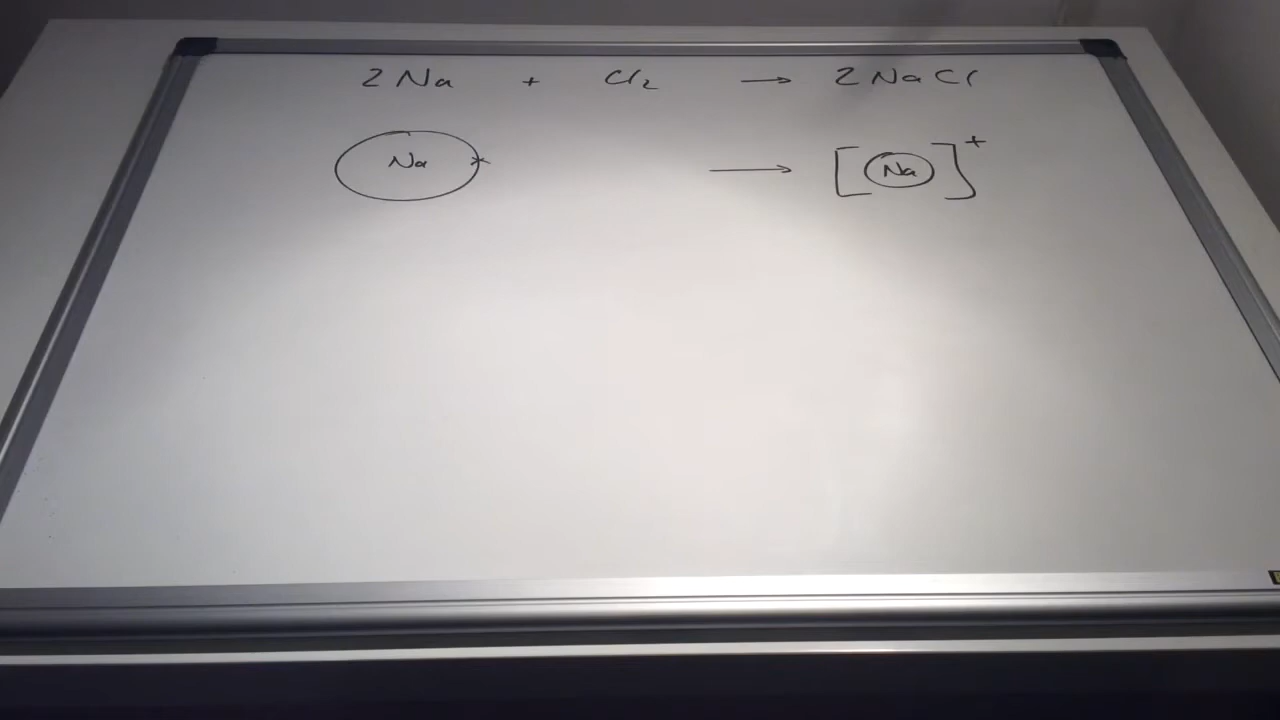 2 Na + Cl₂ → 2 NaCl
Na × → [Na]⁺